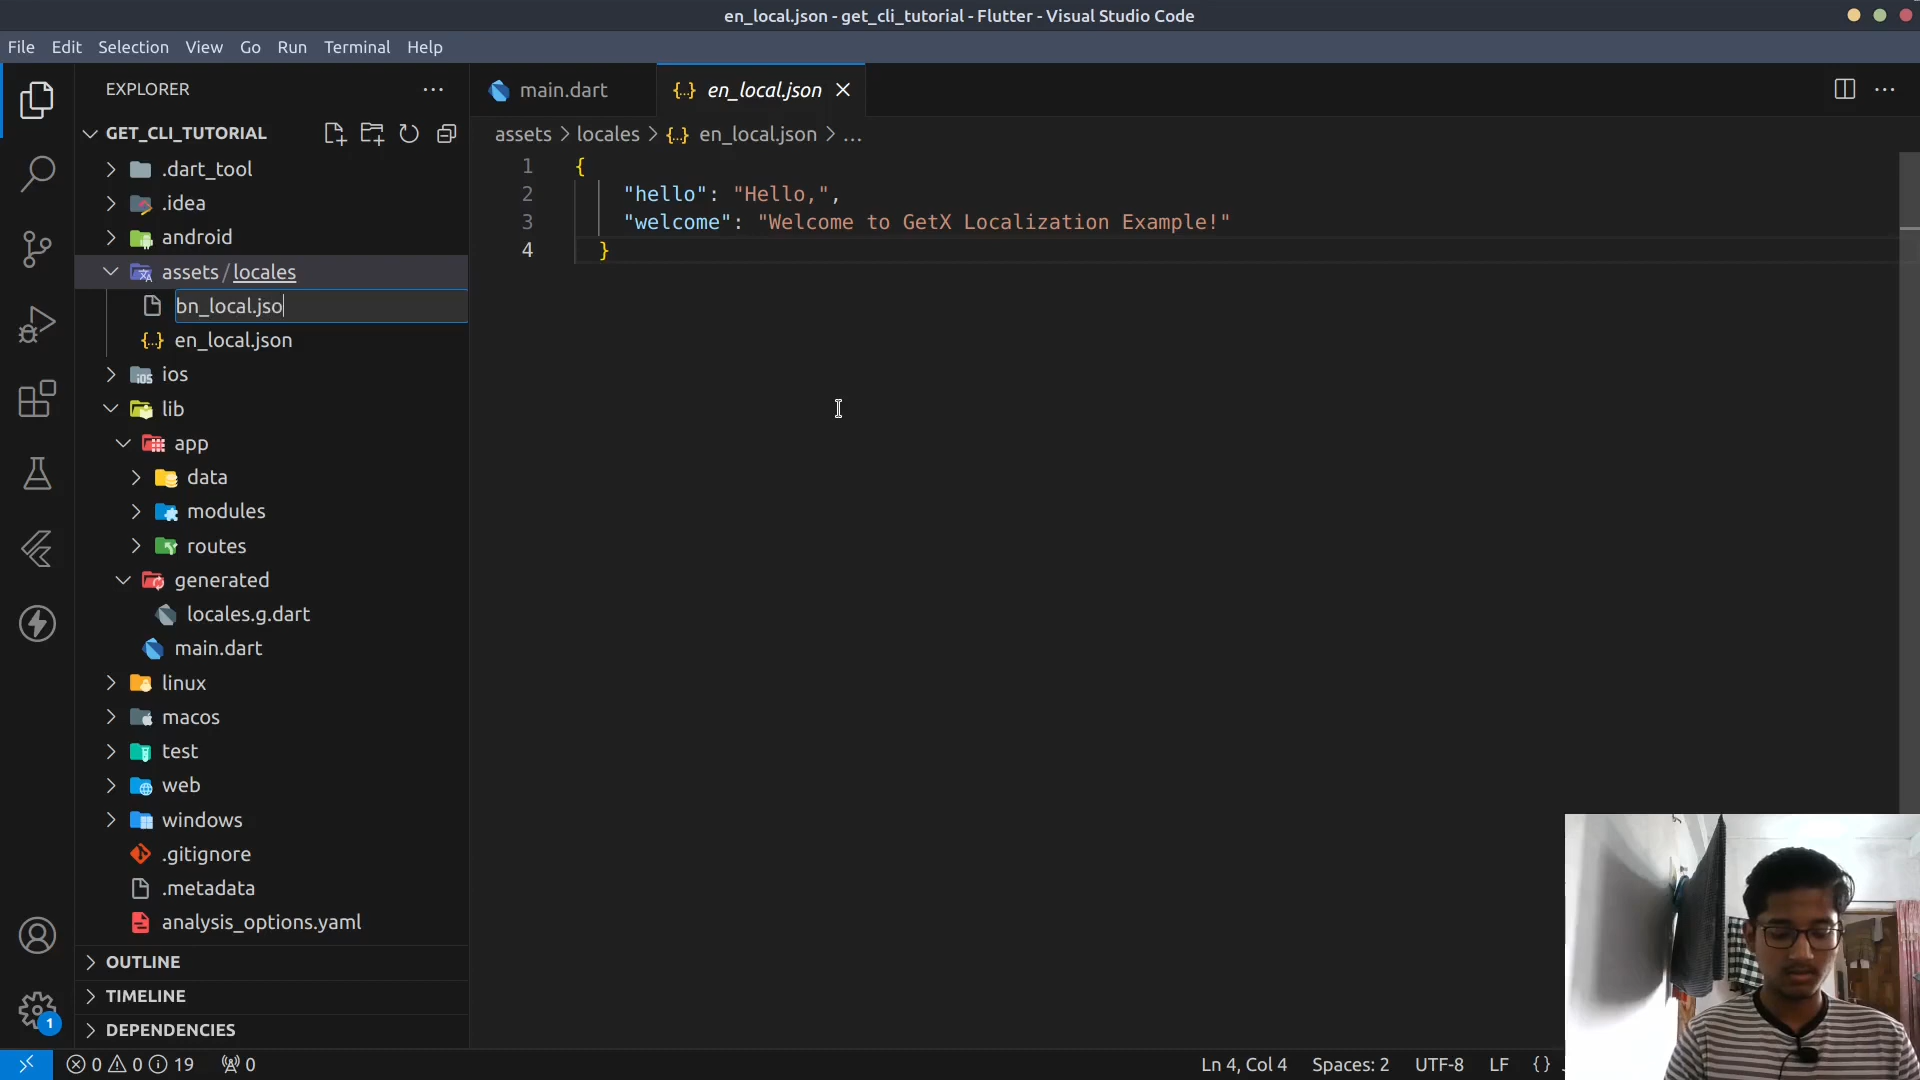 en_local.json - get_cli_tutorial - Flutter - Visual Studio Code
File Edit Selection View Go Run Terminal Help
EXPLORER
GET_CLI_TUTORIAL
.dart_tool
.idea
android
assets / locales
bn_local.jso
en_local.json
ios
lib
app
data
modules
routes
generated
locales.g.dart
main.dart
linux
macos
test
web
windows
.gitignore
.metadata
analysis_options.yaml
OUTLINE
TIMELINE
DEPENDENCIES
main.dart {..} en_local.json
assets > locales > {..} en_local.json > ...
1 {
2 "hello": "Hello,",
3 "welcome": "Welcome to GetX Localization Example!"
4 }
1
0 0 19 0
Ln 4, Col 4 Spaces: 2 UTF-8 LF {}